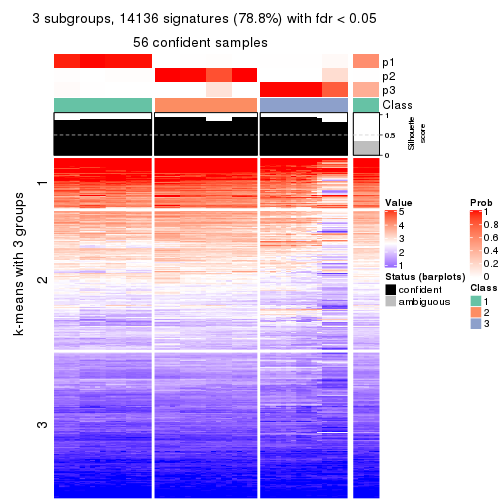 3 subgroups, 14136 signatures (78.8%) with fdr < 0.05
56 confident samples
p1
p2
p3
Class
1
0.5
0
Silhouette
score
k-means with 3 groups
1
2
3
Value
5
4
3
2
1
Status (barplots)
confident
ambiguous
Prob
1
0.8
0.6
0.4
0.2
0
Class
1
2
3